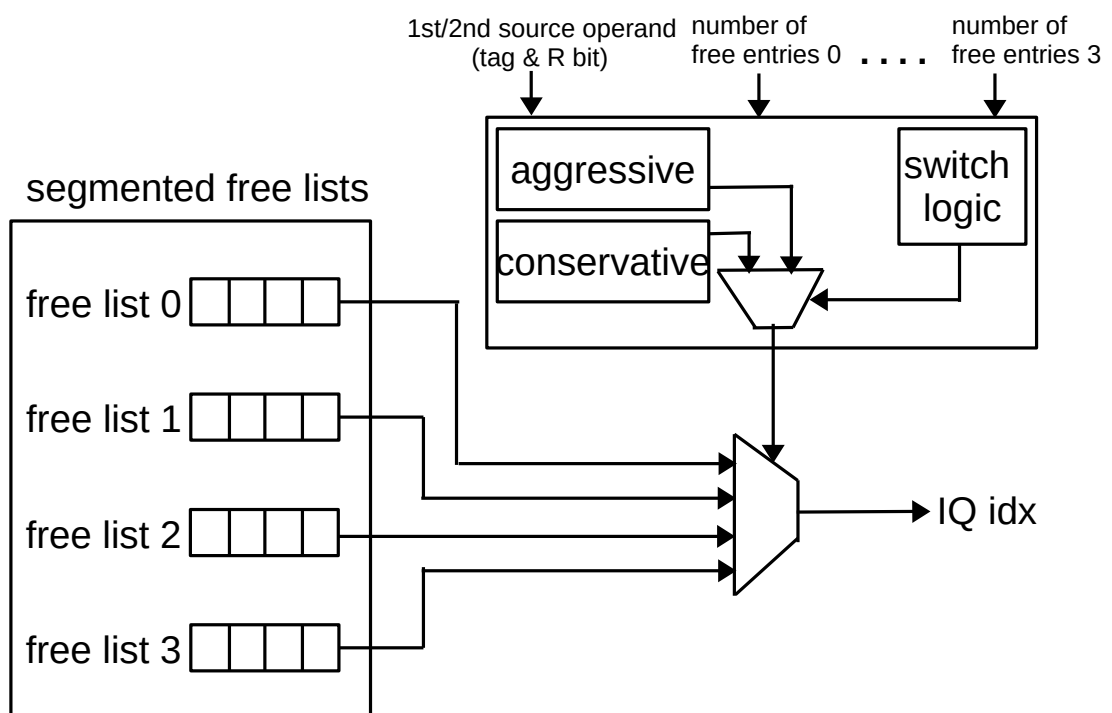 1st/2nd source operand
(tag & R bit)
number of
free entries 0
. . . .
number of
free entries 3
aggressive
conservative
switch
logic
segmented free lists
free list 0
free list 1
free list 2
free list 3
IQ idx